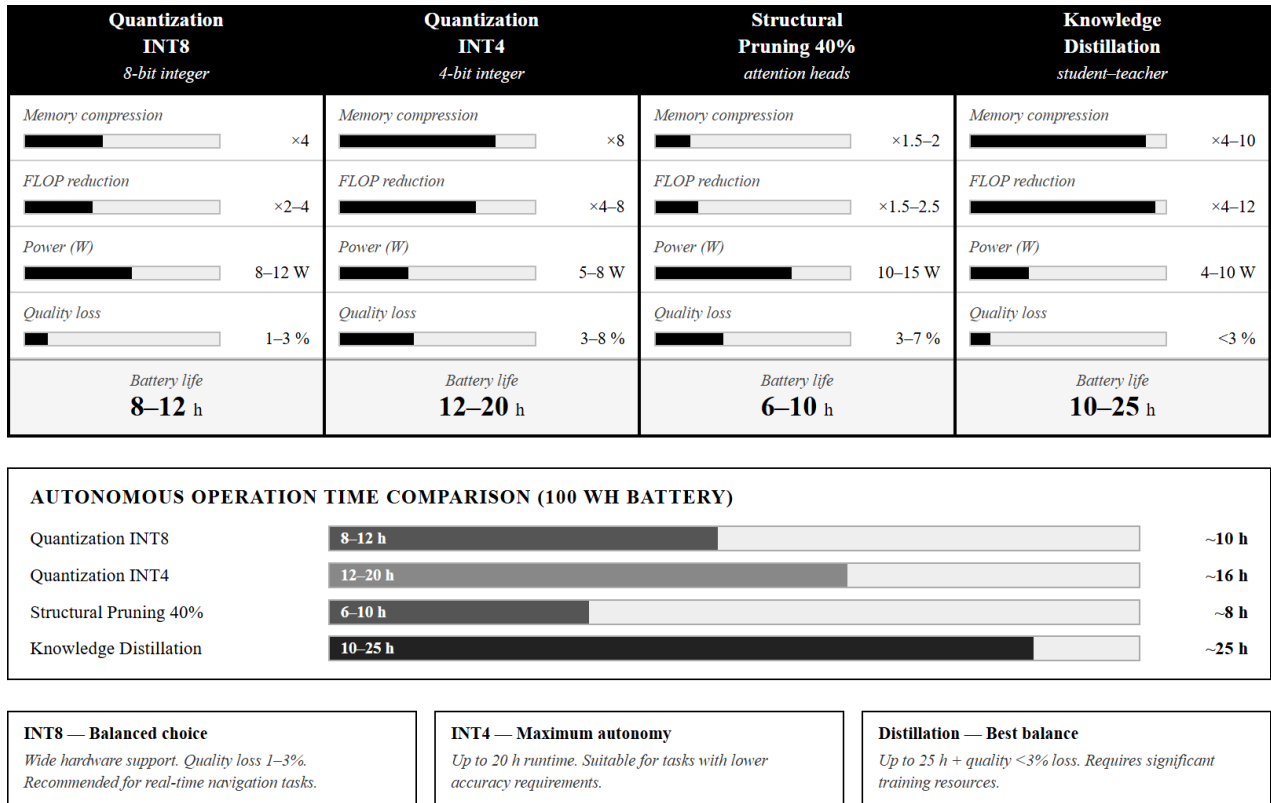 Quantization
INT8
8-bit integer
Quantization
INT4
4-bit integer
Structural
Pruning 40%
attention heads
Knowledge
Distillation
student–teacher
Memory compression
×4
Memory compression
×8
Memory compression
×1.5–2
Memory compression
×4–10
FLOP reduction
×2–4
FLOP reduction
×4–8
FLOP reduction
×1.5–2.5
FLOP reduction
×4–12
Power (W)
8–12 W
Power (W)
5–8 W
Power (W)
10–15 W
Power (W)
4–10 W
Quality loss
1–3 %
Quality loss
3–8 %
Quality loss
3–7 %
Quality loss
<3 %
Battery life
8–12 h
Battery life
12–20 h
Battery life
6–10 h
Battery life
10–25 h
AUTONOMOUS OPERATION TIME COMPARISON (100 WH BATTERY)
Quantization INT8 8–12 h ~10 h
Quantization INT4 12–20 h ~16 h
Structural Pruning 40% 6–10 h ~8 h
Knowledge Distillation 10–25 h ~25 h
INT8 — Balanced choice
Wide hardware support. Quality loss 1–3%.
Recommended for real-time navigation tasks.
INT4 — Maximum autonomy
Up to 20 h runtime. Suitable for tasks with lower
accuracy requirements.
Distillation — Best balance
Up to 25 h + quality <3% loss. Requires significant
training resources.